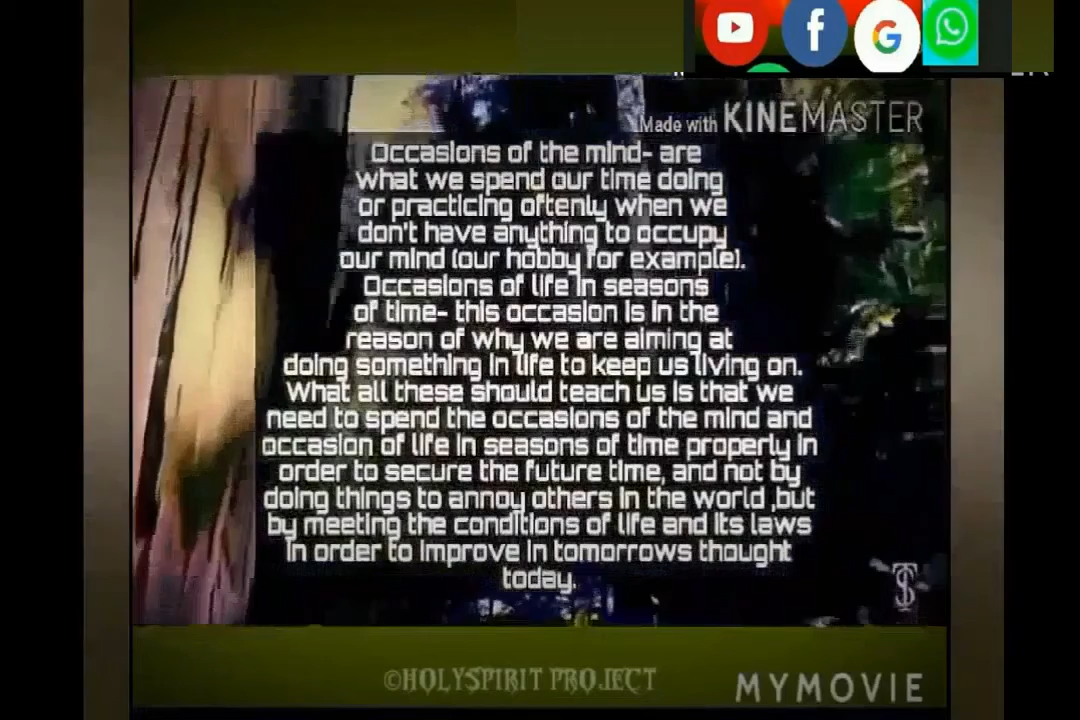 Made with KINEMASTER
Occasions of the mind- are
what we spend our time doing
or practicing oftenly when we
don't have anything to occupy
our mind (our hobby for example).
Occasions of life in seasons
of time- this occasion is in the
reason of why we are aiming at
doing something in life to keep us living on.
What all these should teach us is that we
need to spend the occasions of the mind and
occasion of life in seasons of time properly in
order to secure the future time, and not by
doing things to annoy others in the world ,but
by meeting the conditions of life and its laws
in order to improve in tomorrows thought
today.
©HOLYSPIRIT PROJECT
MYMOVIE